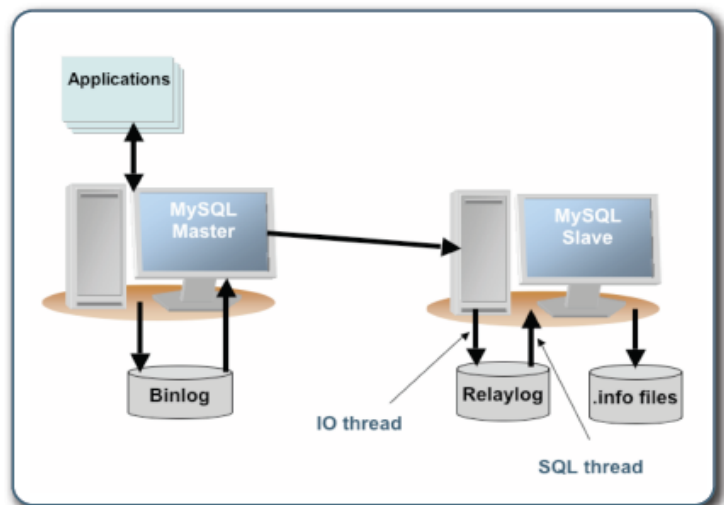 Applications
MySQL
Master
MySQL
Slave
Binlog
Relaylog
.info files
IO thread
SQL thread